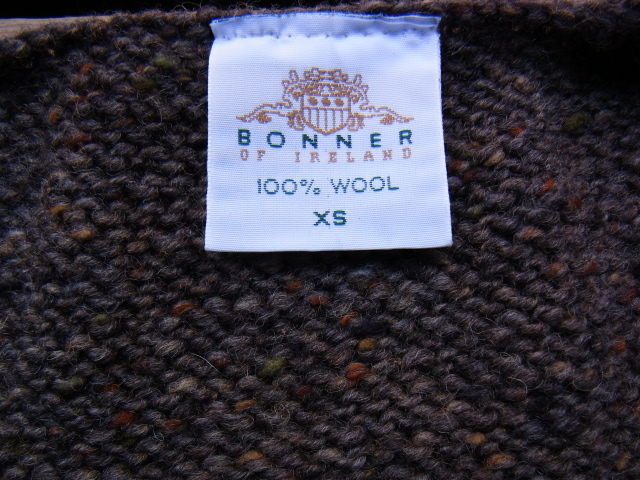 BONNER
OF IRELAND
100% WOOL
XS